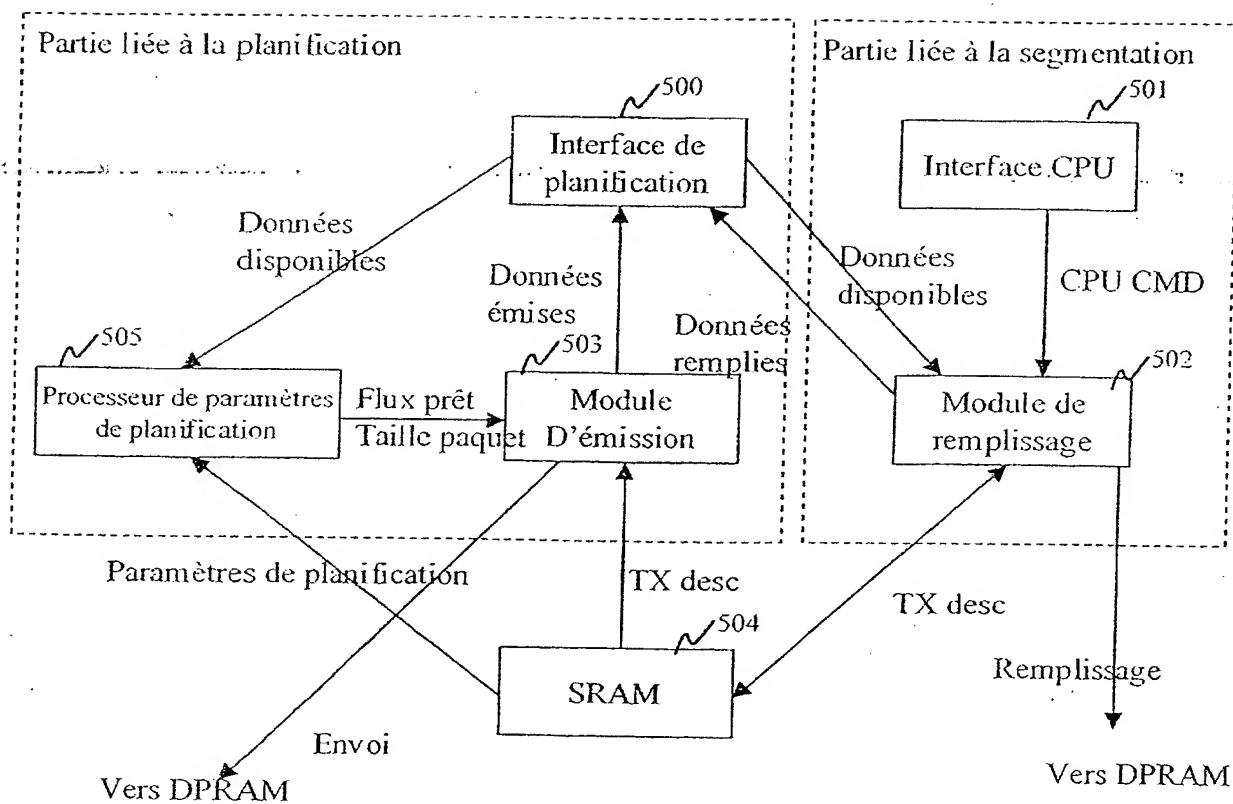 Partie liée à la planification
Partie liée à la segmentation
500
501
Interface de
planification
Interface CPU
Données
disponibles
Données
émises
Données
disponibles
CPU CMD
Données
remplies
505
503
502
Processeur de paramètres
de planification
Flux prêt
Taille paquet
Module
D'émission
Module de
remplissage
Paramètres de planification
TX desc
TX desc
504
SRAM
Remplissage
Envoi
Vers DPRAM
Vers DPRAM